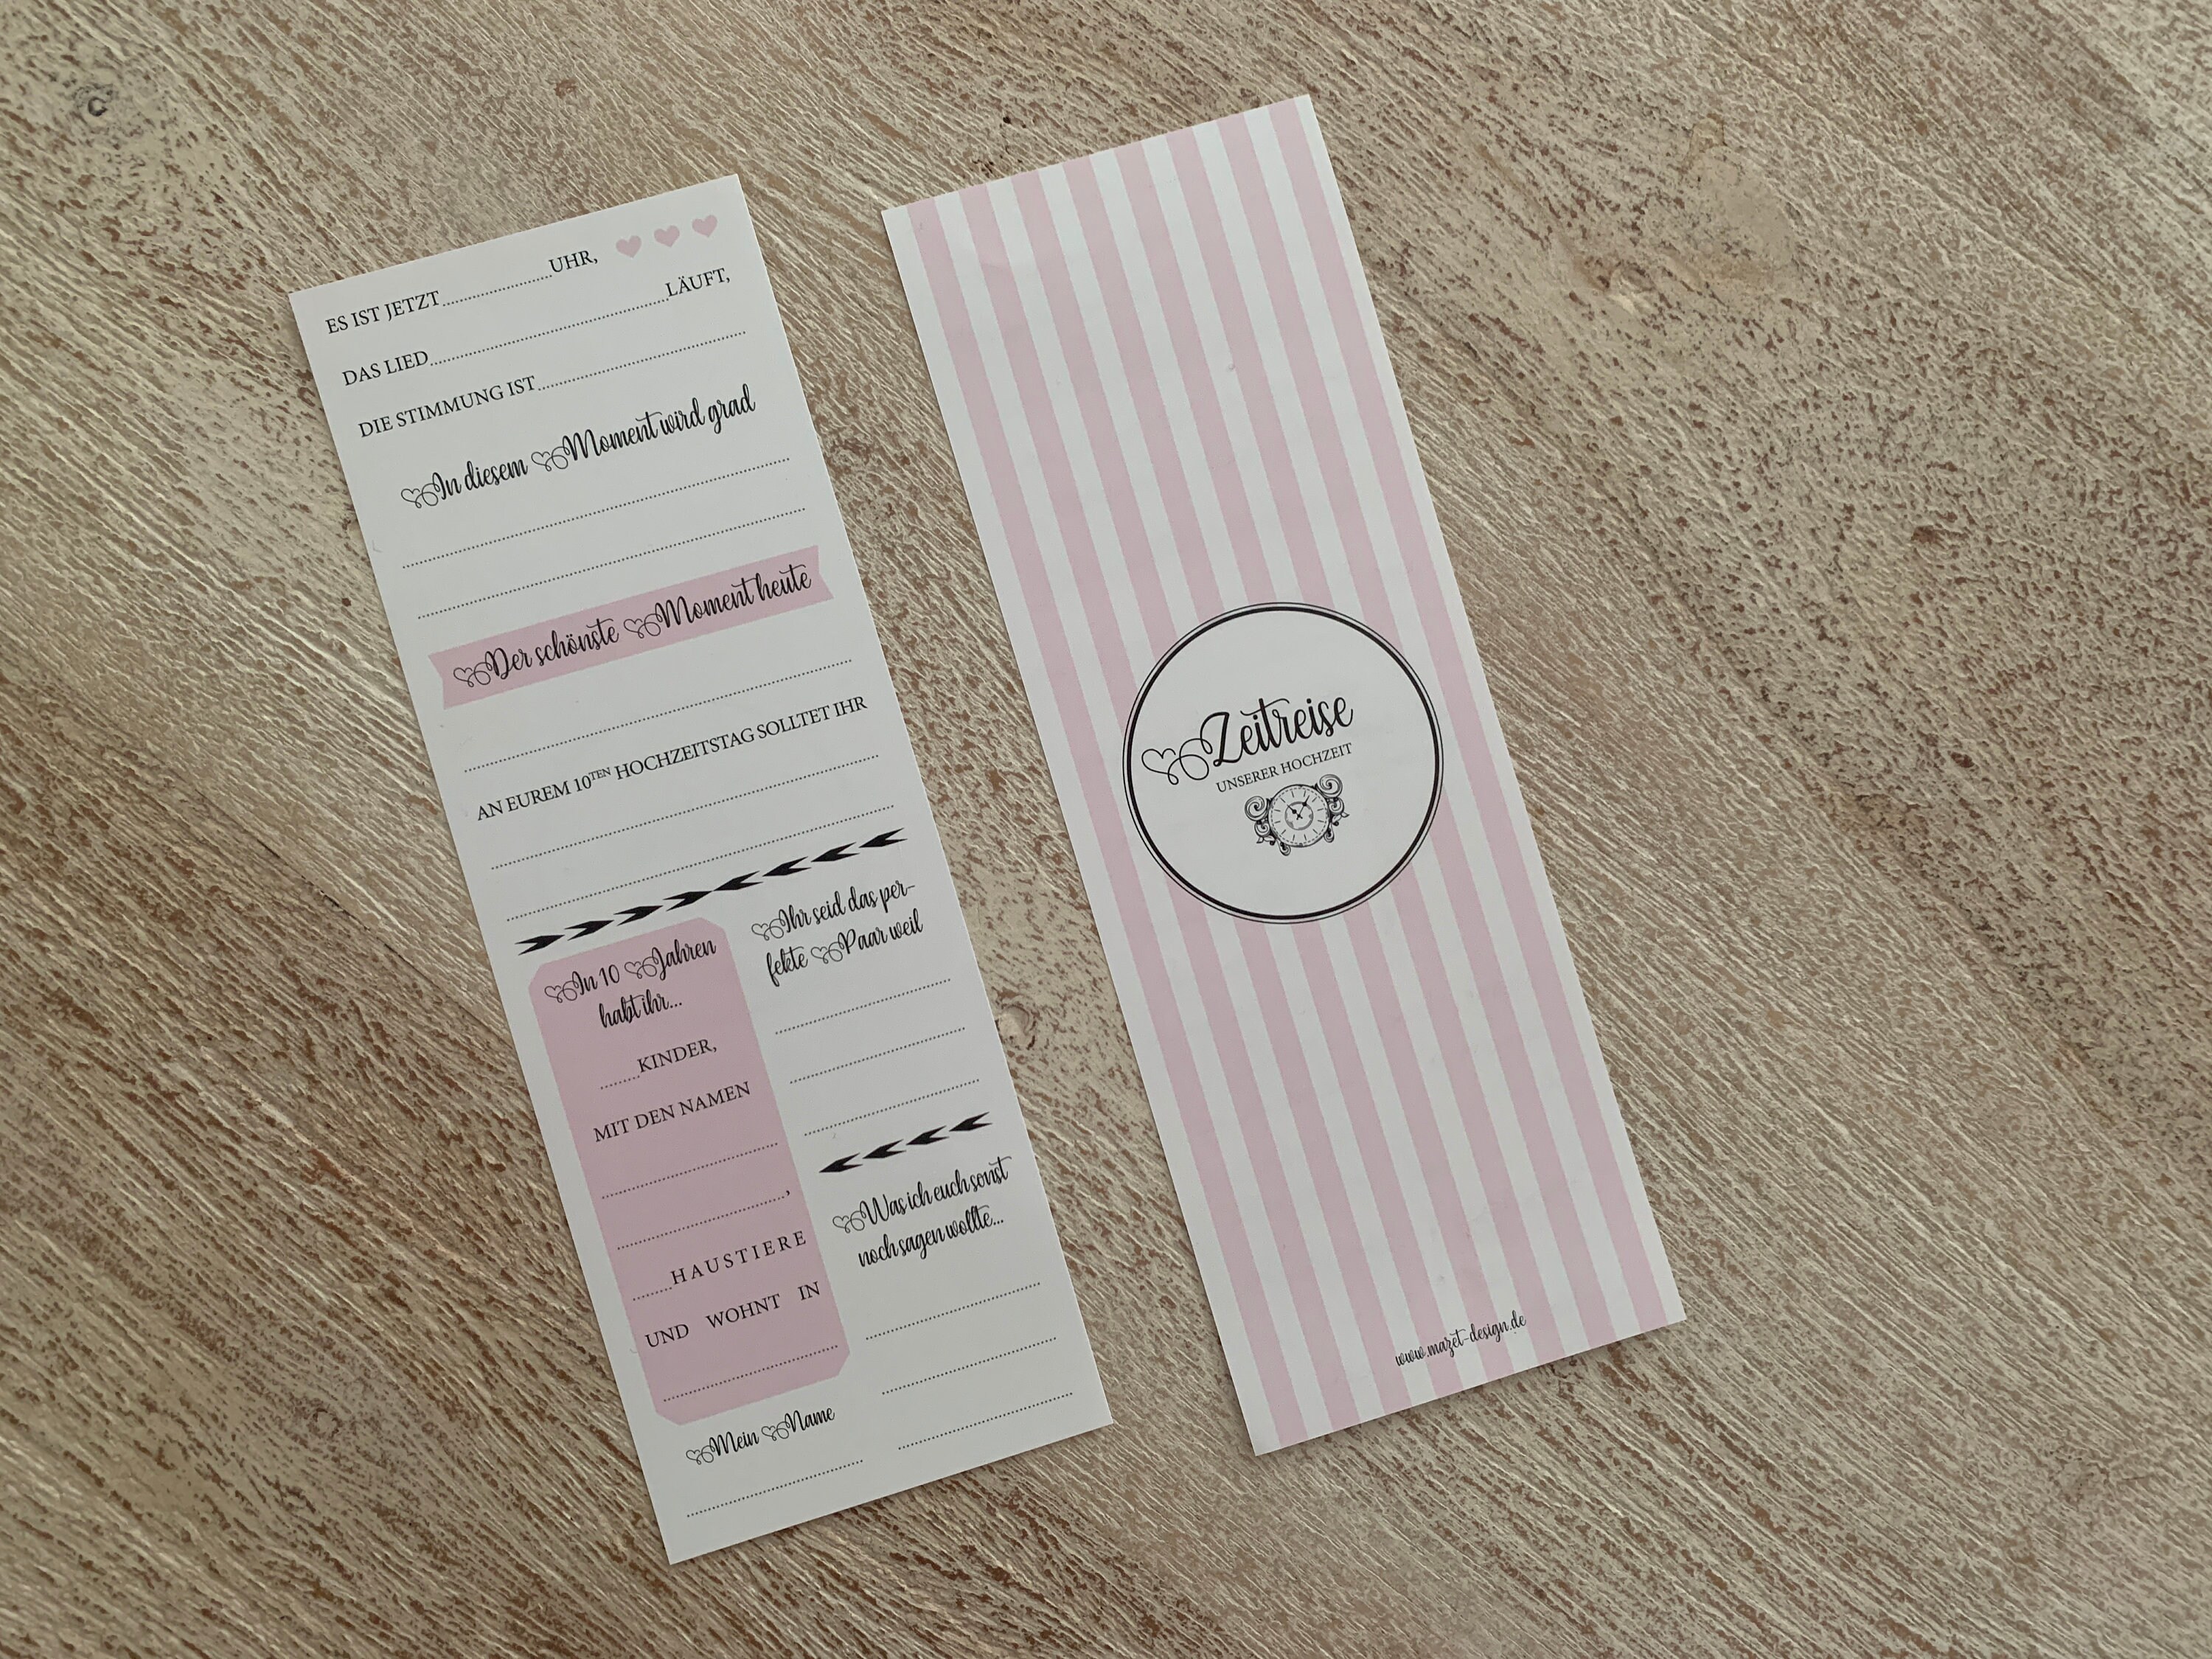 ES IST JETZT....................UHR,
DAS LIED........................................LÄUFT,
DIE STIMMUNG IST....................................
In diesem Moment wird grad
Der schönste Moment heute
AN EUREM 10TEN HOCHZEITSTAG SOLLTET IHR
In 10 Jahren
habt ihr...
.......KINDER,
MIT DEN NAMEN
,
.......HAUSTIERE
UND WOHNT IN
Mein Name
Ihr seid das per-
fekte Paar weil
Was ich euch sonst
noch sagen wollte...
Zeitreise
UNSERER HOCHZEIT
www.mazet-design.de